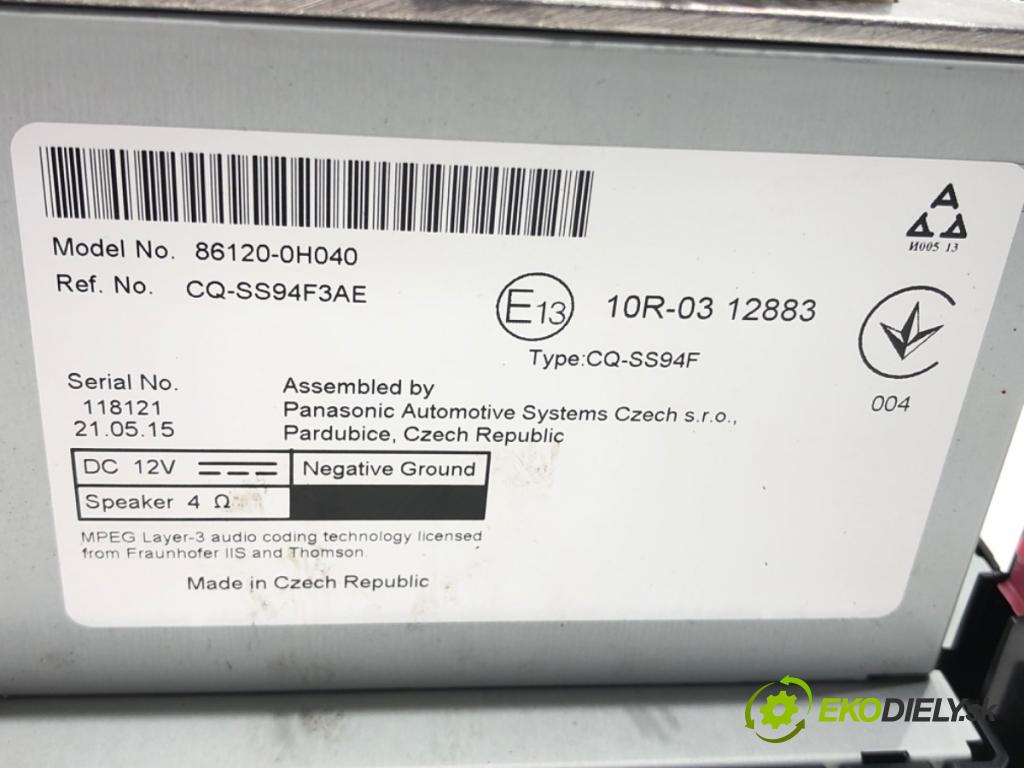 И005 13
Model No. 86120-0H040
Ref. No. CQ-SS94F3AE
E13 10R-03 12883
Type:CQ-SS94F
004
Serial No.
118121
21.05.15
Assembled by
Panasonic Automotive Systems Czech s.r.o.,
Pardubice, Czech Republic
DC 12V
Negative Ground
Speaker 4 Ω
MPEG Layer-3 audio coding technology licensed
from Fraunhofer IIS and Thomson.
Made in Czech Republic
EKODIELY.sk